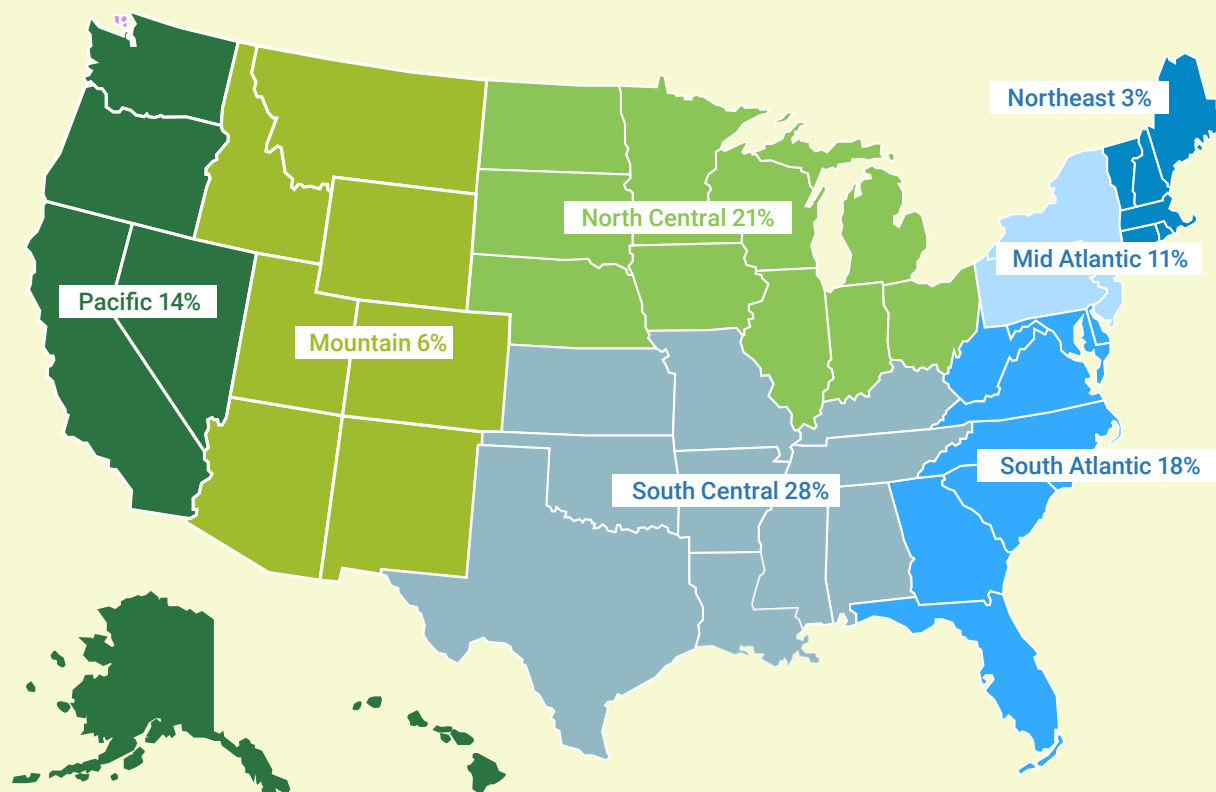 Northeast 3%
North Central 21%
Mid Atlantic 11%
Pacific 14%
Mountain 6%
South Atlantic 18%
South Central 28%